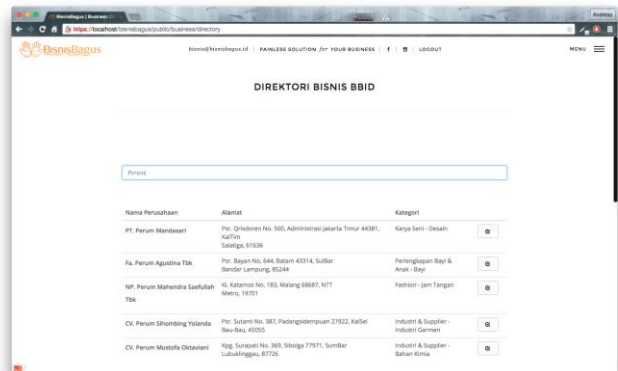 BisnisBagus | Business
Andreas
https://localhost/bisnisbagus/public/business/directory
BisnisBagus
bisnis@bisnisbagus.id | PAINLESS SOLUTION for YOUR BUSINESS | f | LOGOUT
MENU
DIREKTORI BISNIS BBID
Perum
Nama Perusahaan Alamat Kategori
PT. Perum Mandasari Psr. Qrisdoren No. 500, Administrasi Jakarta Timur 44381, Karya Seni - Desain
KalTim
Salatiga, 61636
Fa. Perum Agustina Tbk Psr. Bayan No. 644, Batam 43314, SulBar Perlengkapan Bayi &
Bandar Lampung, 85244 Anak - Bayi
NP. Perum Mahendra Saefullah Ki. Katamso No. 183, Malang 68687, NTT Fashion - Jam Tangan
Tbk Metro, 19701
CV. Perum Sihombing Yolanda Psr. Sutami No. 387, Padangsidempuan 27922, KalSel Industri & Supplier -
Bau-Bau, 45055 Industri Garmen
CV. Perum Mustofa Oktaviani Kpg. Surapati No. 369, Sibolga 77971, SumBar Industri & Supplier -
Lubuklinggau, 87726 Bahan Kimia